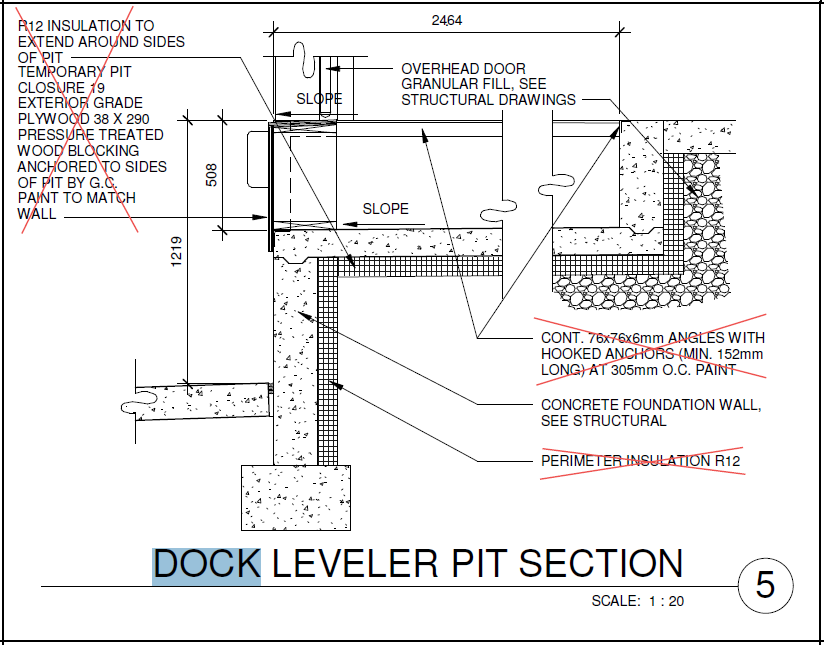 R12 INSULATION TO
EXTEND AROUND SIDES
OF PIT
TEMPORARY PIT
CLOSURE 19
EXTERIOR GRADE
PLYWOOD 38 X 290
PRESSURE TREATED
WOOD BLOCKING
ANCHORED TO SIDES
OF PIT BY G.C.
PAINT TO MATCH
WALL
2464
OVERHEAD DOOR
GRANULAR FILL, SEE
STRUCTURAL DRAWINGS
SLOPE
508
SLOPE
1219
CONT. 76x76x6mm ANGLES WITH
HOOKED ANCHORS (MIN. 152mm
LONG) AT 305mm O.C. PAINT
CONCRETE FOUNDATION WALL,
SEE STRUCTURAL
PERIMETER INSULATION R12
DOCK LEVELER PIT SECTION
5
SCALE: 1 : 20